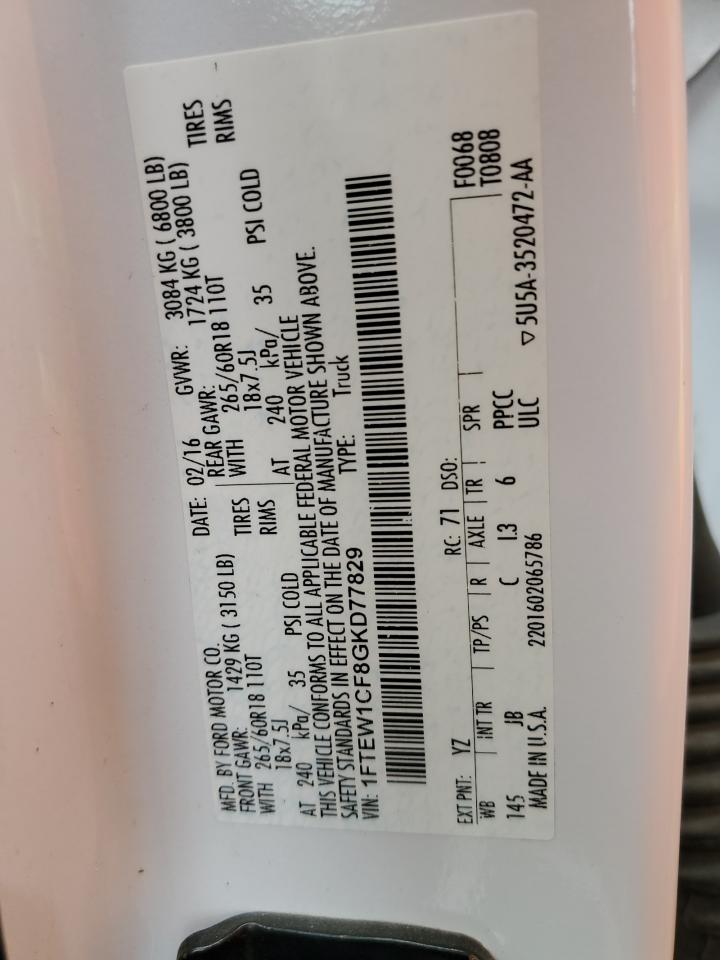 MFD. BY FORD MOTOR CO.
DATE: 02/16 GVWR: 3084 KG ( 6800 LB)
FRONT GAWR: 1429 KG ( 3150 LB) REAR GAWR: 1724 KG ( 3800 LB)
WITH 265/60R18 110T TIRES WITH 265/60R18 110T TIRES
18x7.5J RIMS 18x7.5J RIMS
AT 240 kPa/ 35 PSI COLD AT 240 kPa/ 35 PSI COLD
THIS VEHICLE CONFORMS TO ALL APPLICABLE FEDERAL MOTOR VEHICLE
SAFETY STANDARDS IN EFFECT ON THE DATE OF MANUFACTURE SHOWN ABOVE.
VIN: 1FTEW1CF8GKD77829 TYPE: Truck
EXT PNT: YZ RC: 71 DSO: F0068
WB INT TR TP/PS R AXLE TR SPR T0808
145 JB C L3 6 PPCC
MADE IN U.S.A. 2201602065786 ULC ▽5U5A-3520472-AA